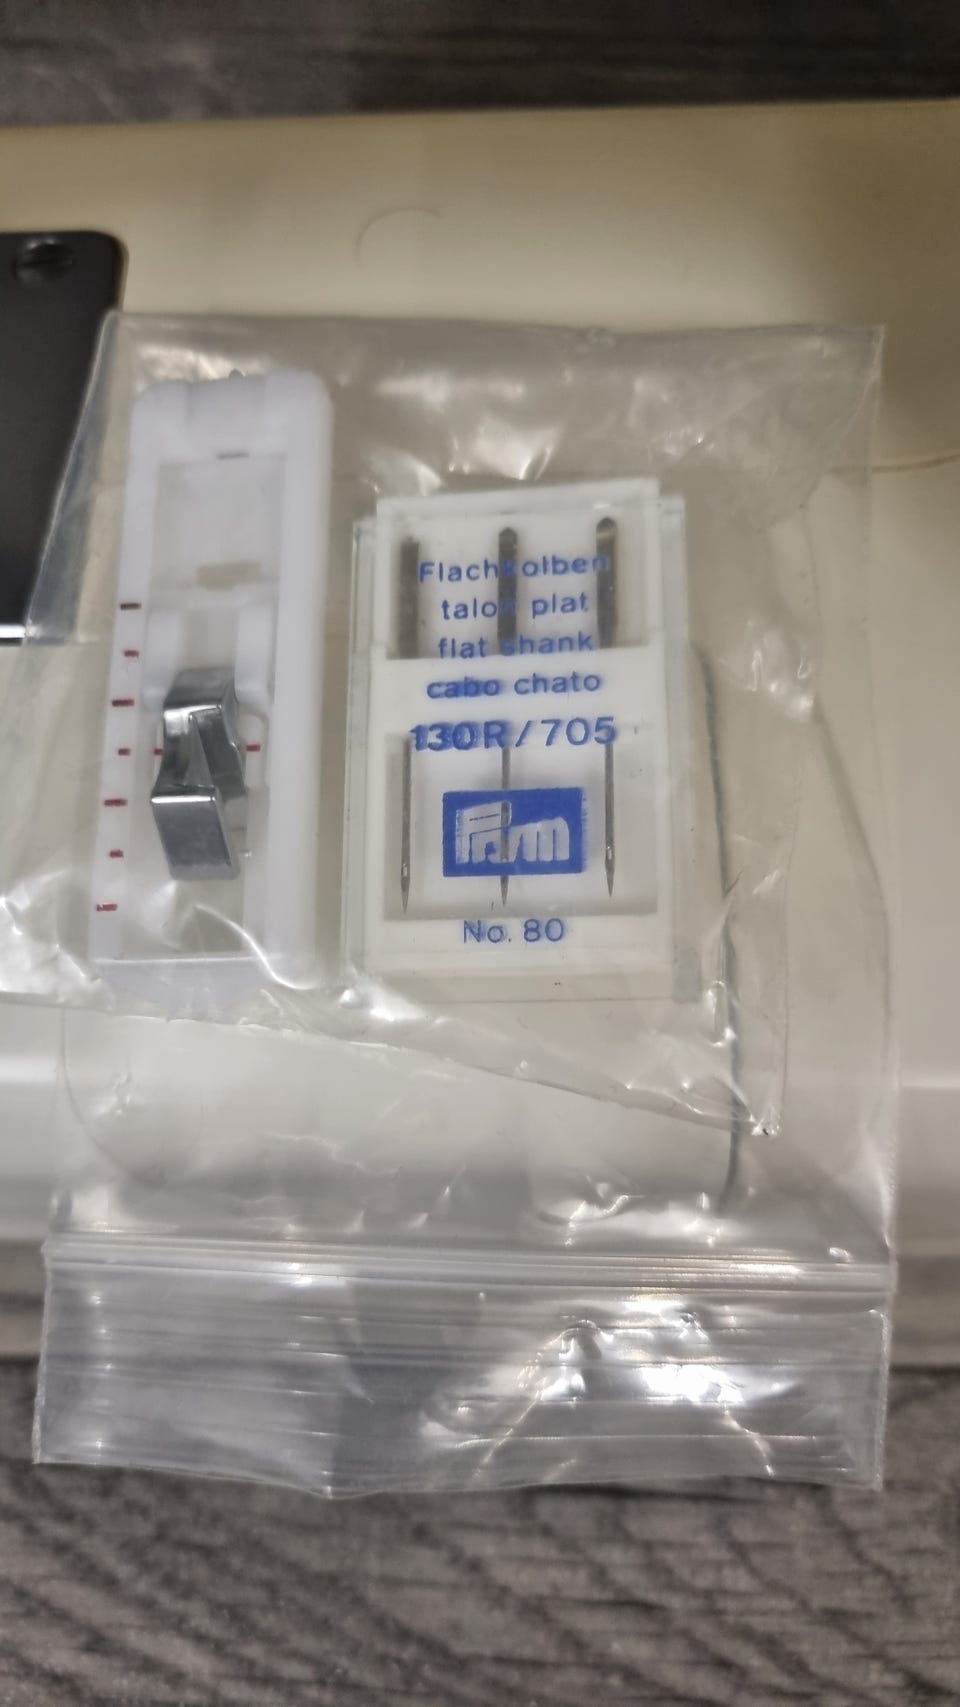 Flachkolben
talon plat
flat shank
cabo chato
130R/705
Prym
No. 80